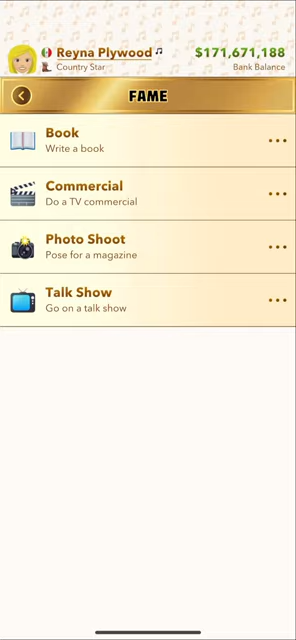 Reyna Plywood
$171,671,188
Country Star
Bank Balance
FAME
Book
Write a book
Commercial
Do a TV commercial
Photo Shoot
Pose for a magazine
Talk Show
Go on a talk show